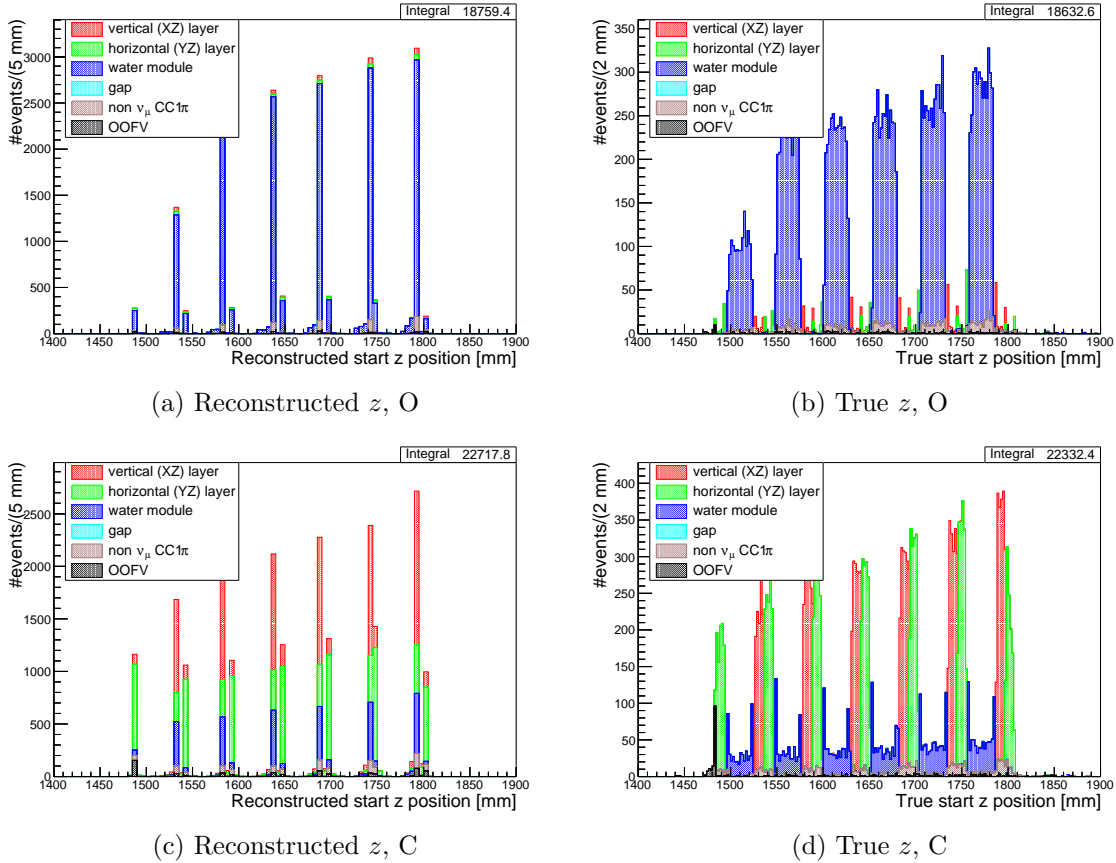 Integral 18759.4
#events/(5 mm)
vertical (XZ) layer
horizontal (YZ) layer
water module
gap
non νμ CC1π
OOFV
3000
2500
2000
1500
1000
500
0
1400 1450 1500 1550 1600 1650 1700 1750 1800 1850 1900
Reconstructed start z position [mm]
(a) Reconstructed z, O
Integral 18632.6
#events/(2 mm)
vertical (XZ) layer
horizontal (YZ) layer
water module
gap
non νμ CC1π
OOFV
350
300
250
200
150
100
50
0
1400 1450 1500 1550 1600 1650 1700 1750 1800 1850 1900
True start z position [mm]
(b) True z, O
Integral 22717.8
#events/(5 mm)
vertical (XZ) layer
horizontal (YZ) layer
water module
gap
non νμ CC1π
OOFV
2500
2000
1500
1000
500
0
1400 1450 1500 1550 1600 1650 1700 1750 1800 1850 1900
Reconstructed start z position [mm]
(c) Reconstructed z, C
Integral 22332.4
#events/(2 mm)
vertical (XZ) layer
horizontal (YZ) layer
water module
gap
non νμ CC1π
OOFV
400
350
300
250
200
150
100
50
0
1400 1450 1500 1550 1600 1650 1700 1750 1800 1850 1900
True start z position [mm]
(d) True z, C